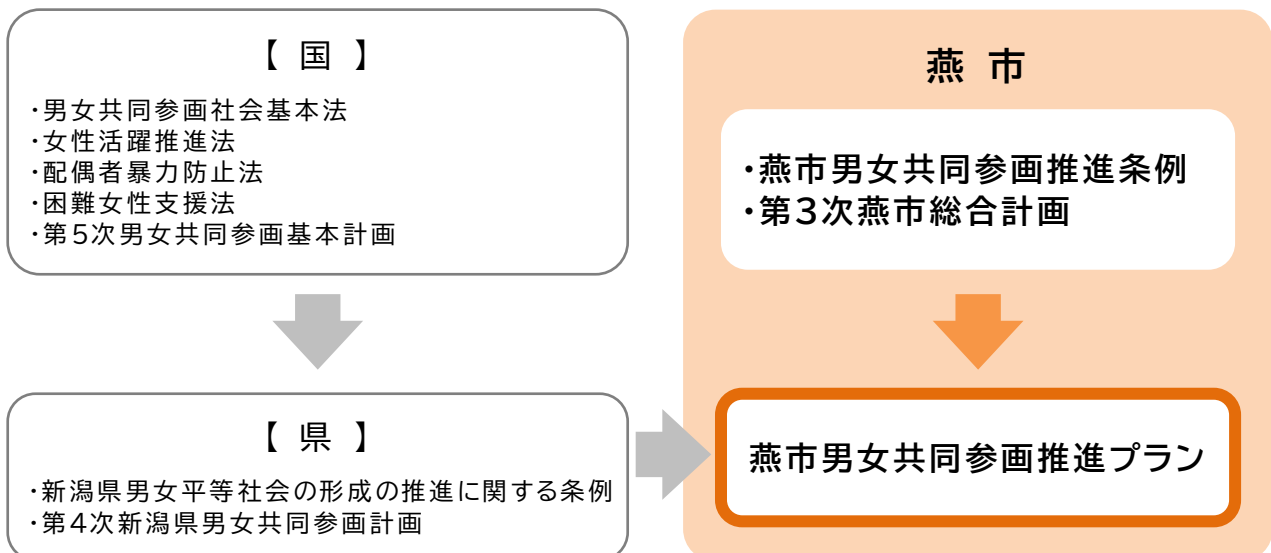 【 国 】
・男女共同参画社会基本法
・女性活躍推進法
・配偶者暴力防止法
・困難女性支援法
・第5次男女共同参画基本計画
【 県 】
・新潟県男女平等社会の形成の推進に関する条例
・第4次新潟県男女共同参画計画
燕 市
・燕市男女共同参画推進条例
・第3次燕市総合計画
燕市男女共同参画推進プラン